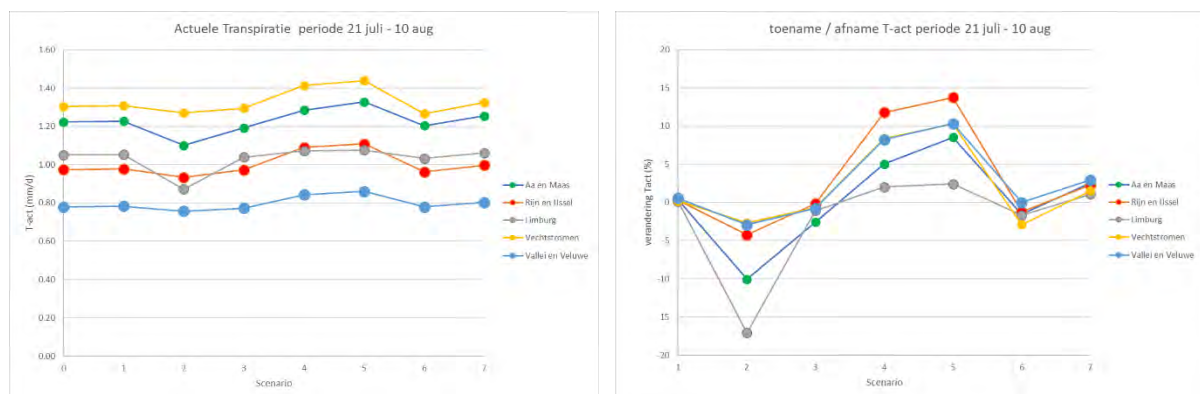 Actuele Transpiratie periode 21 juli - 10 aug
1.60
1.40
1.20
1.00
0.80
0.60
0.40
0.20
0.00
T-act (mm/d)
0 1 2 3 4 5 6 7
Scenario
Aa en Maas
Rijn en IJssel
Limburg
Vechtstromen
Vallei en Veluwe
toename / afname T-act periode 21 juli - 10 aug
20
15
10
5
0
-5
-10
-15
-20
verandering Tact (%)
1 2 3 4 5 6 7
Scenario
Aa en Maas
Rijn en IJssel
Limburg
Vechtstromen
Vallei en Veluwe